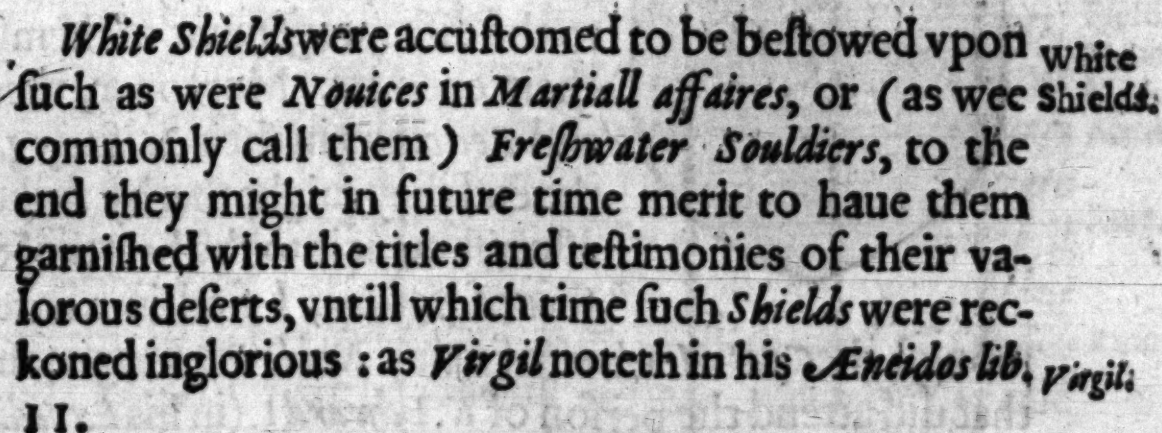 White Shields were accuſtomed to be beſtowed vpon
White
ſuch as were Nouices in Martiall affaires, or (as wee
Shields.
commonly call them) Freſhwater Souldiers, to the
end they might in future time merit to haue them
garniſhed with the titles and teſtimonies of their va-
lorous deſerts, vntill which time ſuch Shields were rec-
koned inglorious : as Virgil noteth in his Æneidos lib.
Virgil.
11.